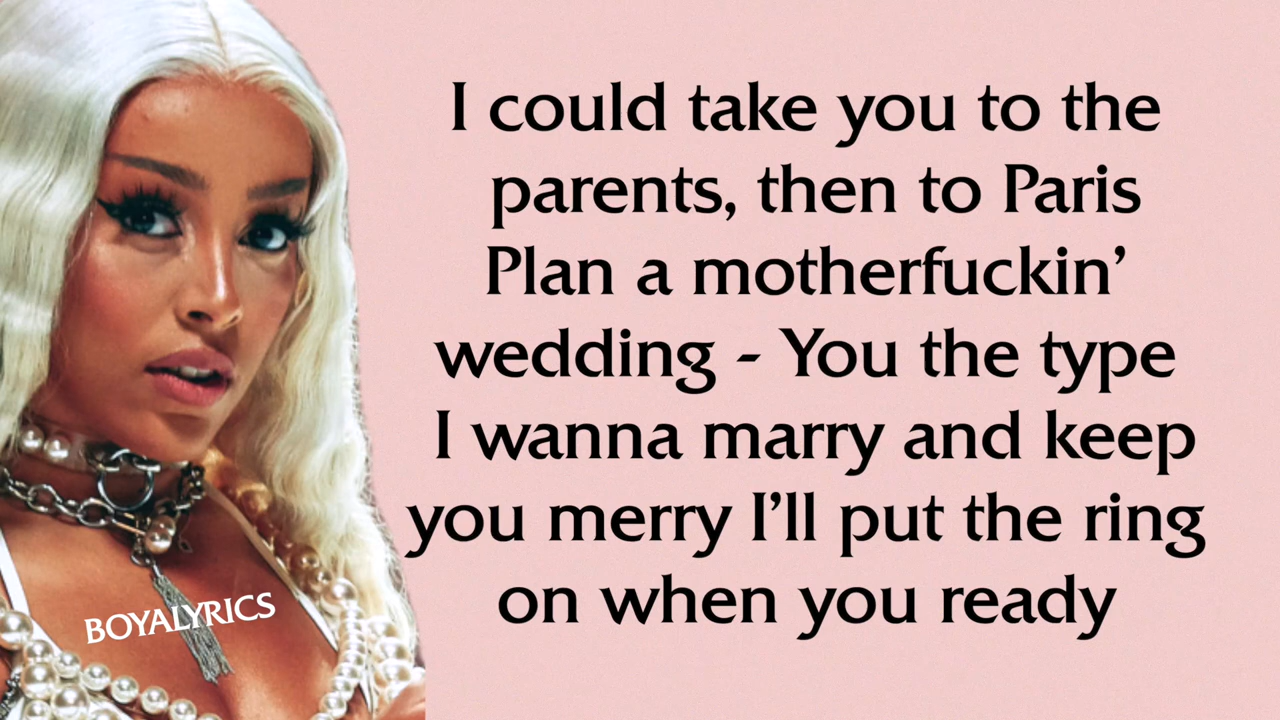 I could take you to the
parents, then to Paris
Plan a motherfuckin’
wedding - You the type
I wanna marry and keep
you merry I’ll put the ring
on when you ready
BOYALYRICS